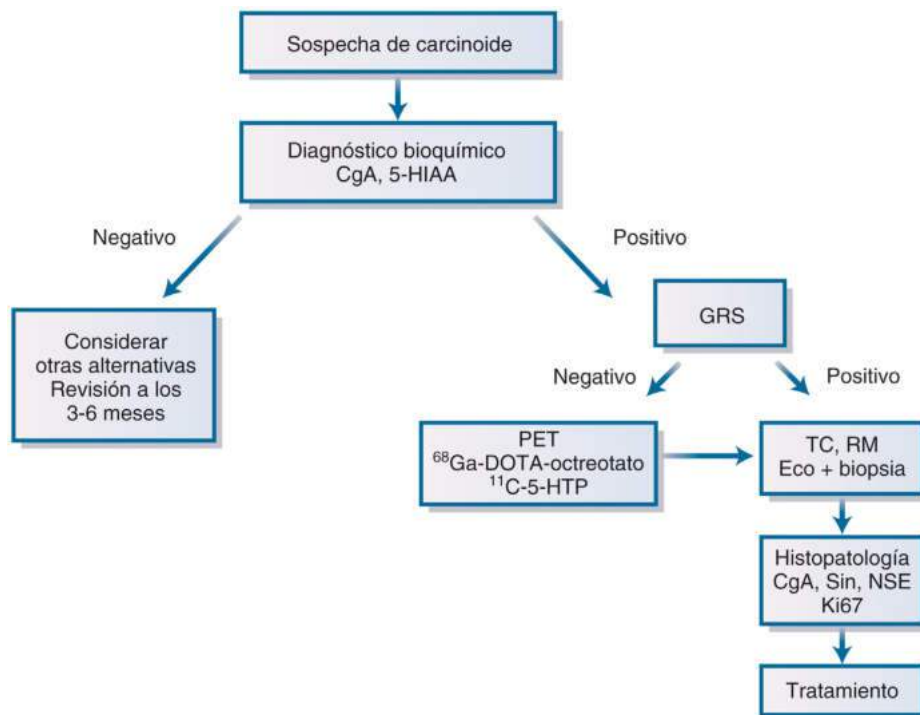 Sospecha de carcinoide
Diagnóstico bioquímico
CgA, 5-HIAA
Negativo
Positivo
Considerar
otras alternativas
Revisión a los
3-6 meses
GRS
Negativo
Positivo
PET
⁶⁸Ga-DOTA-octreotato
¹¹C-5-HTP
TC, RM
Eco + biopsia
Histopatología
CgA, Sin, NSE
Ki67
Tratamiento